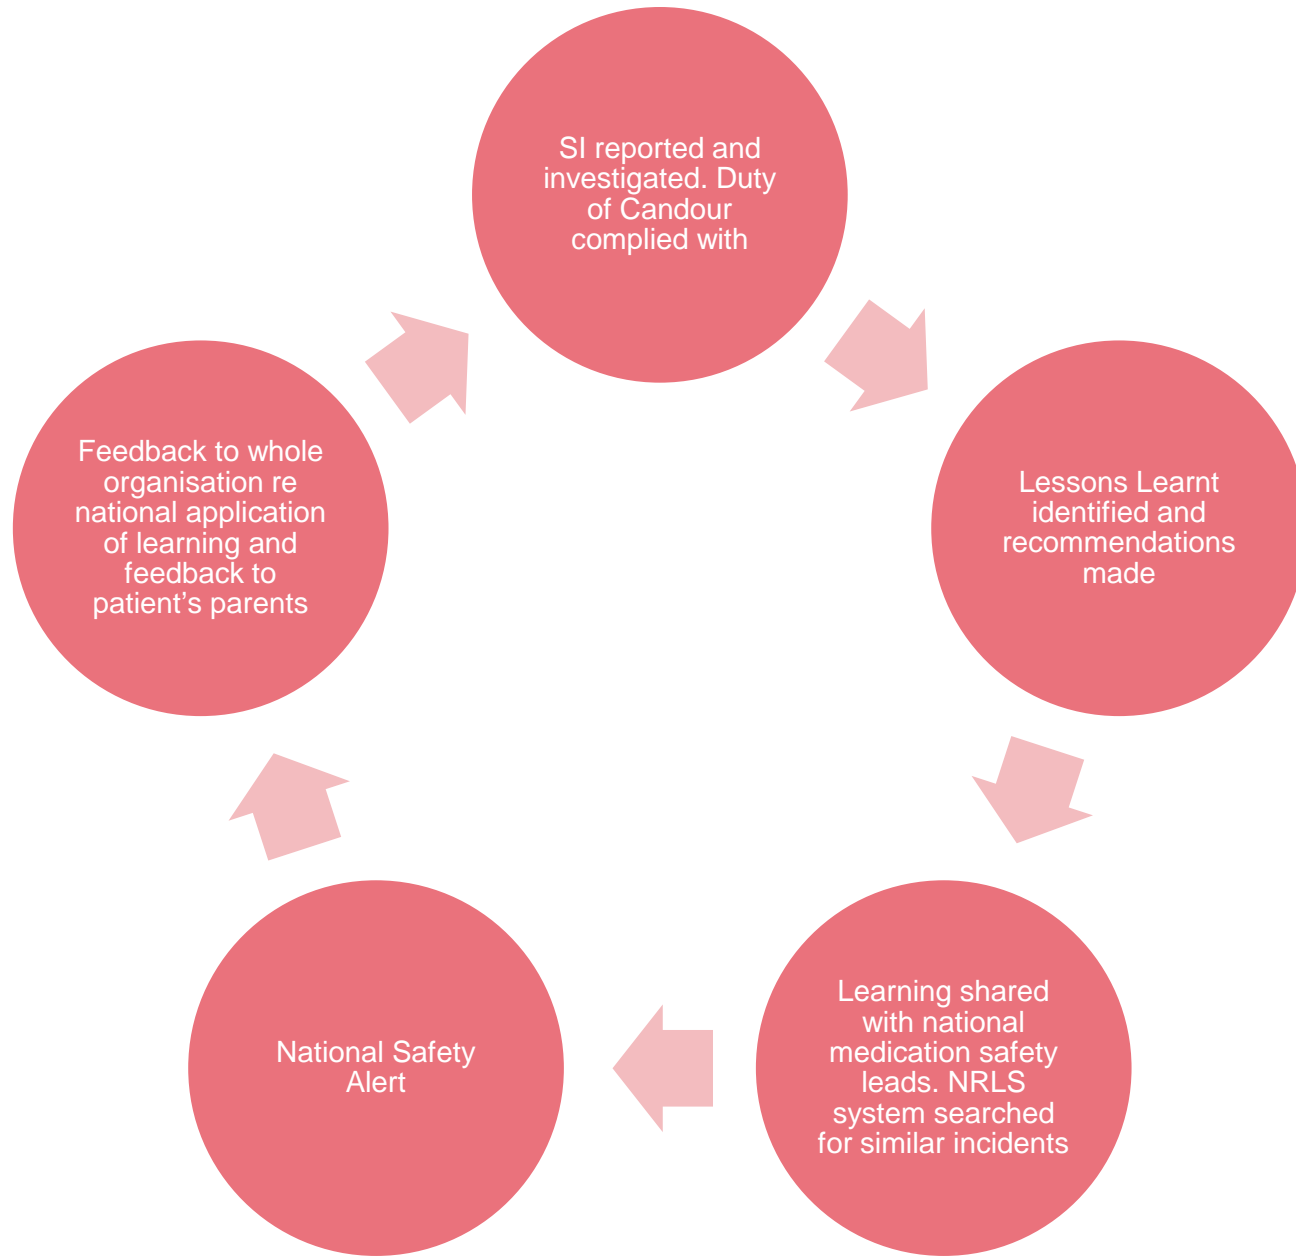 SI reported and
investigated. Duty
of Candour
complied with
Lessons Learnt
identified and
recommendations
made
Learning shared
with national
medication safety
leads. NRLS
system searched
for similar incidents
National Safety
Alert
Feedback to whole
organisation re
national application
of learning and
feedback to
patient’s parents